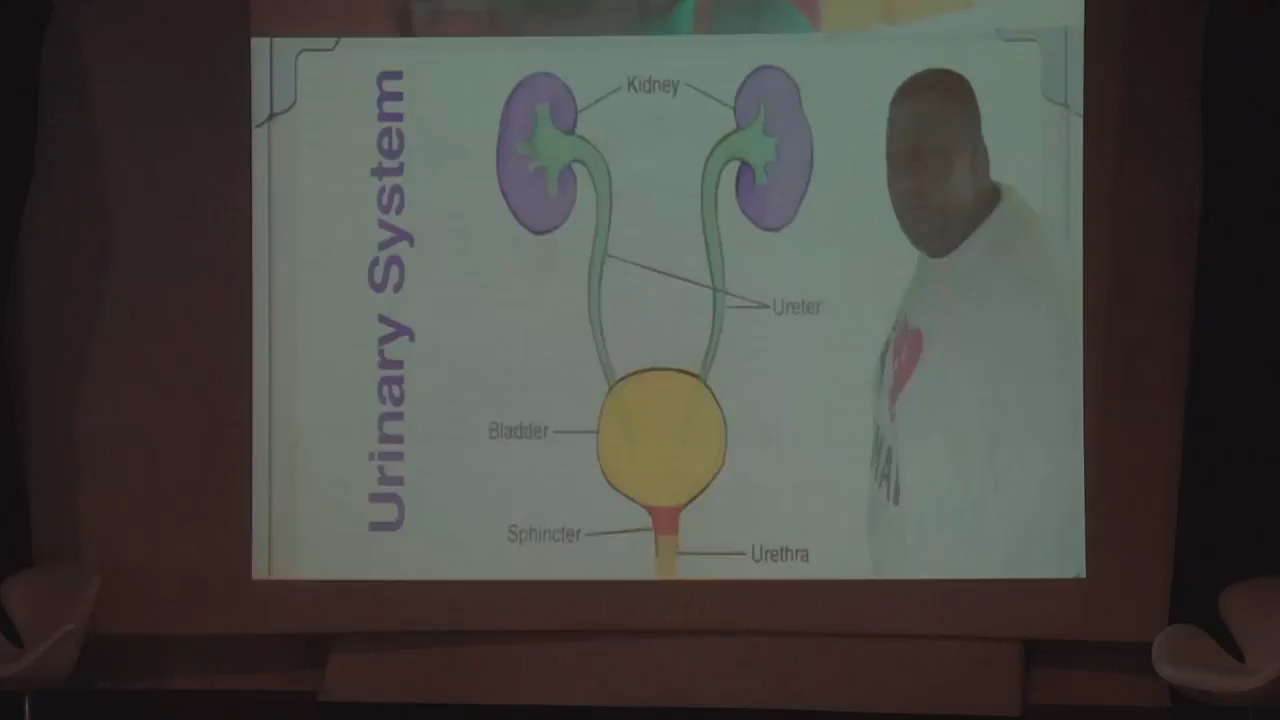 Urinary System
Kidney
Ureter
Bladder
Sphincter
Urethra